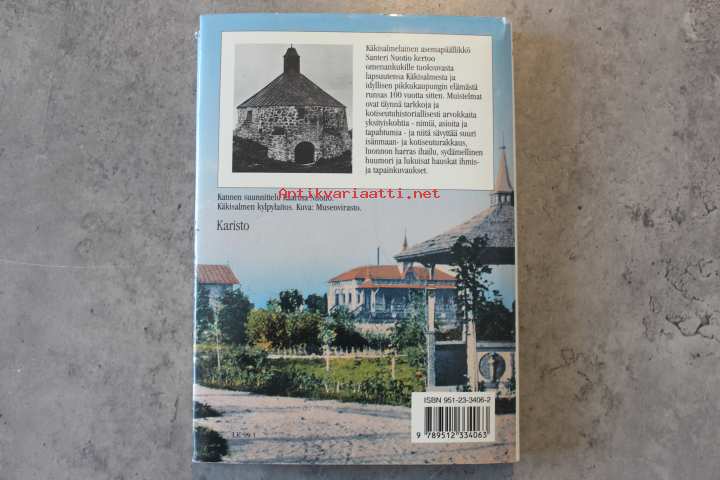 Käkisalmelainen asemapäällikkö
Santeri Nuotio kertoo
omenankukille tuoksuvasta
lapsuutensa Käkisalmesta ja
idyllisen pikkukaupungin elämästä
runsas 100 vuotta sitten. Muistelmat
ovat täynnä tarkkoja ja
kotiseutuhistoriallisesti arvokkaita
yksityiskohtia - nimiä, asioita ja
tapahtumia - ja niitä sävyttää suuri
isänmaan- ja kotiseuturakkaus,
luonnon harras ihailu, sydämellinen
huumori ja lukuisat hauskat ihmis-
ja tapainkuvaukset.
Antikvariaatti.net
Kannen suunnittelu Nuotio.
Käkisalmen kylpylaitos. Kuva: Museovirasto.
Karisto
ISBN 951-23-3406-2
9 789512 334063